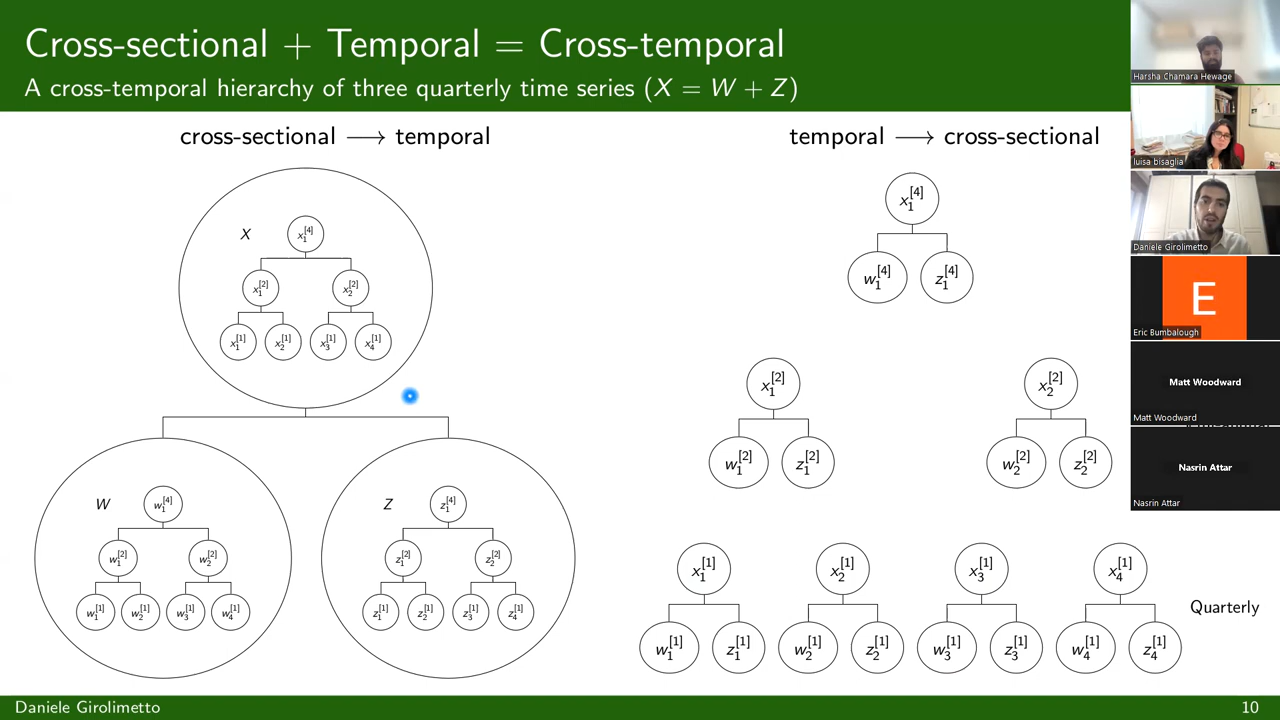 Cross-sectional + Temporal = Cross-temporal
A cross-temporal hierarchy of three quarterly time series (X = W + Z)
cross-sectional ⟶ temporal
X
x₁^[4]
x₁^[2] x₂^[2]
x₁^[1] x₂^[1] x₃^[1] x₄^[1]
W
w₁^[4]
w₁^[2] w₂^[2]
w₁^[1] w₂^[1] w₃^[1] w₄^[1]
Z
z₁^[4]
z₁^[2] z₂^[2]
z₁^[1] z₂^[1] z₃^[1] z₄^[1]
temporal ⟶ cross-sectional
x₁^[4]
w₁^[4] z₁^[4]
x₁^[2] x₂^[2]
w₁^[2] z₁^[2] w₂^[2] z₂^[2]
x₁^[1] x₂^[1] x₃^[1] x₄^[1]
w₁^[1] z₁^[1] w₂^[1] z₂^[1] w₃^[1] z₃^[1] w₄^[1] z₄^[1]
Quarterly
Daniele Girolimetto
10
Harsha Chamara Hewage
luisa bisaglia
Daniele Girolimetto
E
Eric Bumbalough
Matt Woodward
Matt Woodward
Nasrin Attar
Nasrin Attar